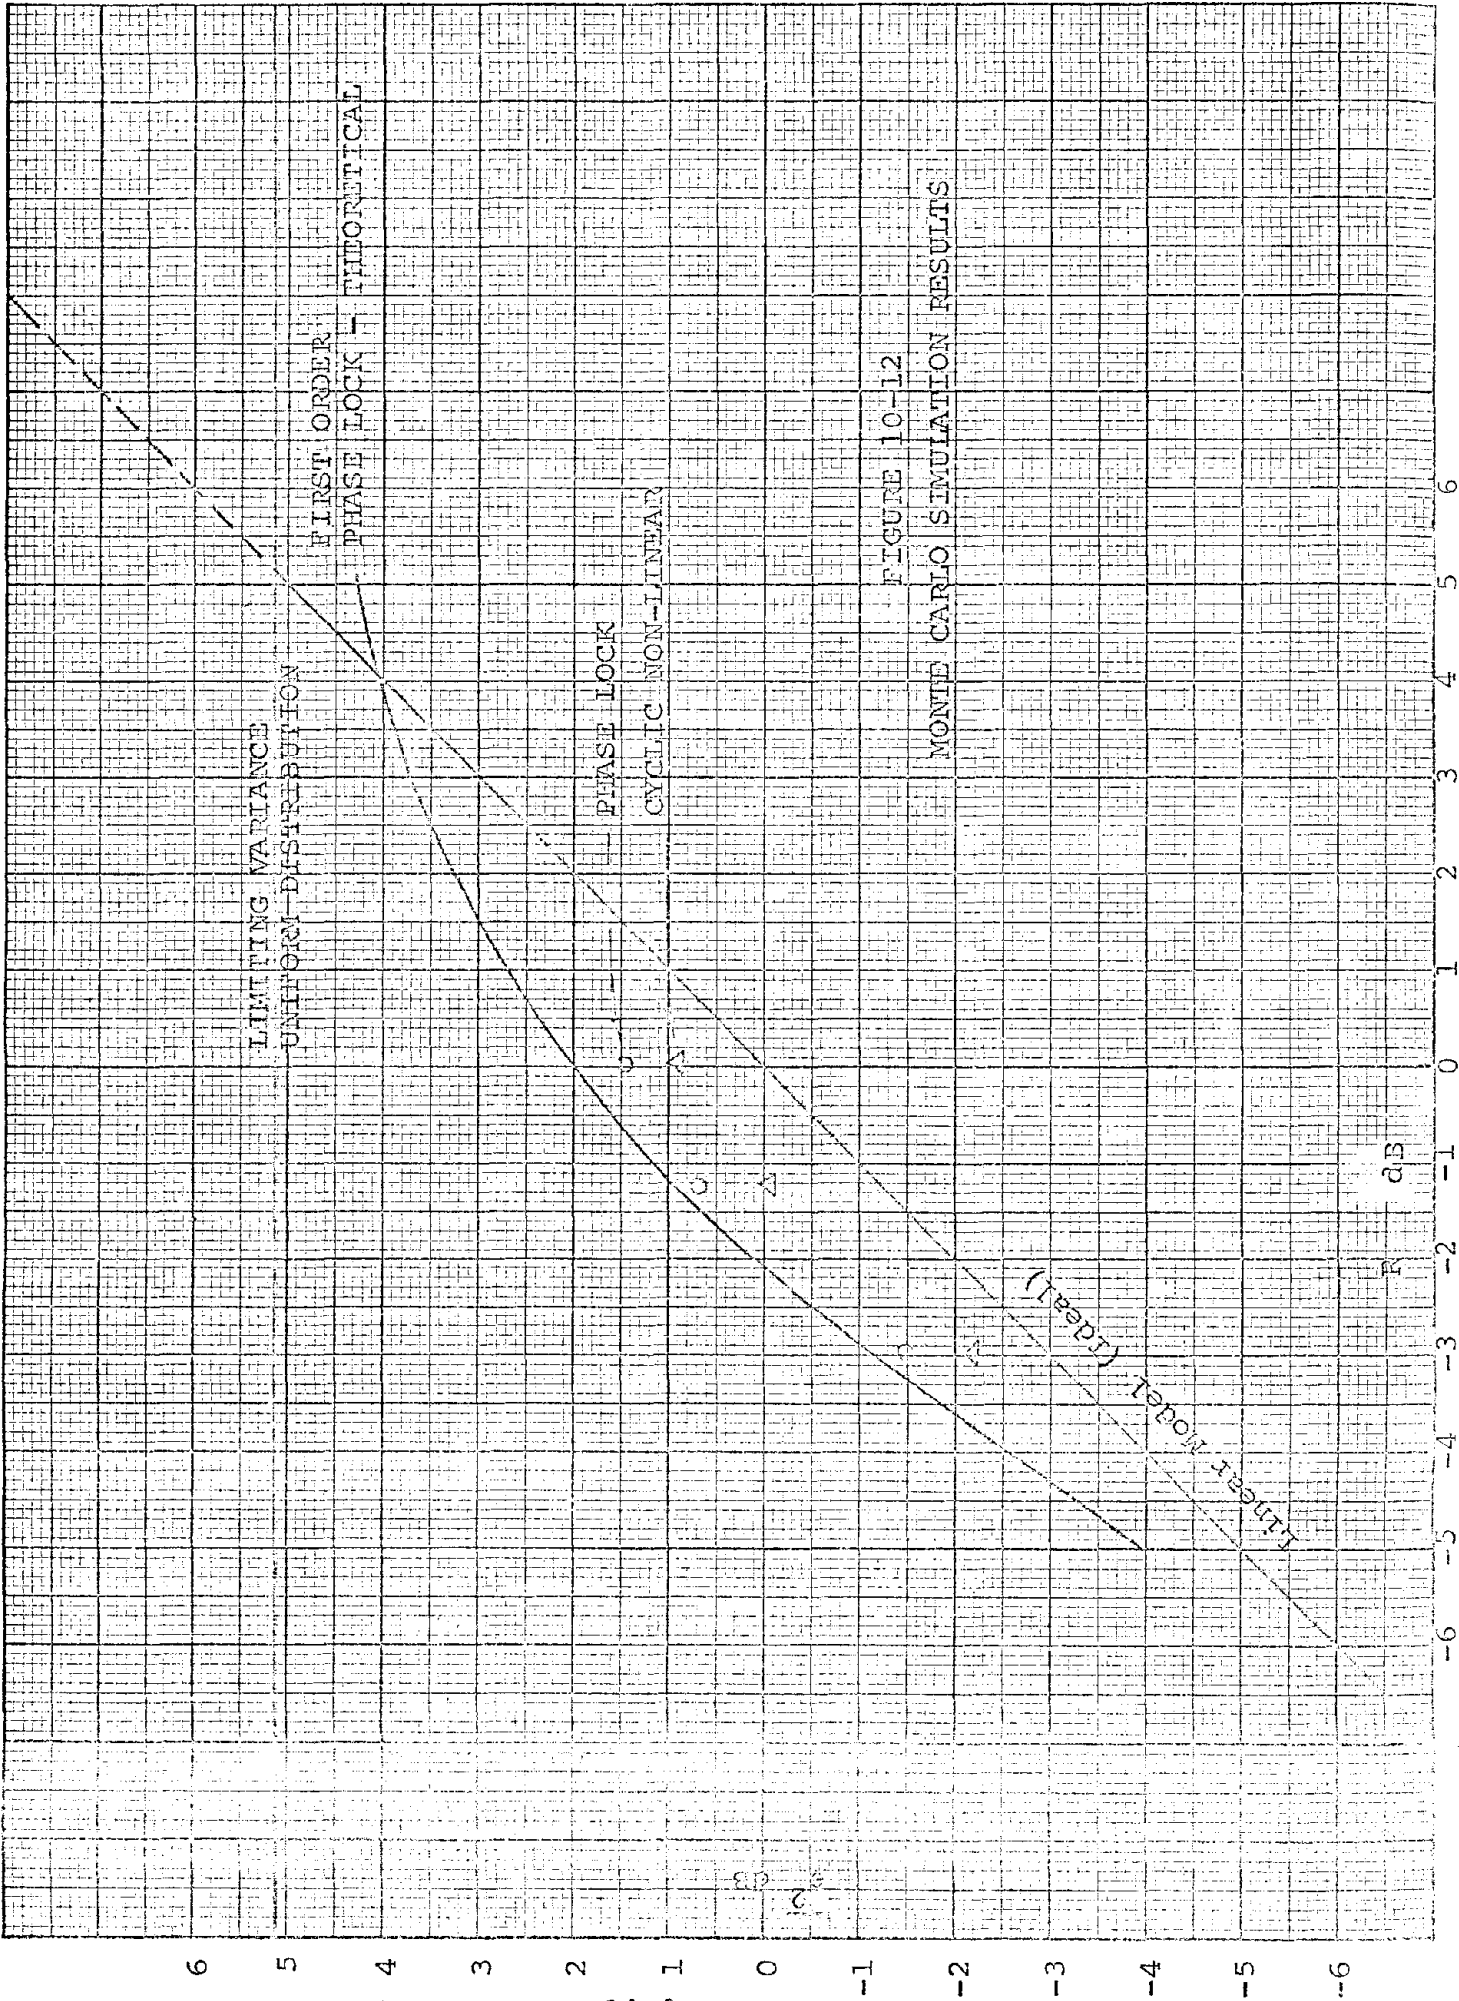 LIMITING VARIANCE
UNIFORM DISTRIBUTION
FIRST ORDER
PHASE LOCK - THEORETICAL
PHASE LOCK
CYCLIC NON-LINEAR
FIGURE 10-12
MONTE CARLO SIMULATION RESULTS
Linear Model (Ideal)
R dB
6
5
4
3
2
1
0
-1
-2
-3
-4
-5
-6
-6
-5
-4
-3
-2
-1
0
1
2
3
4
5
6